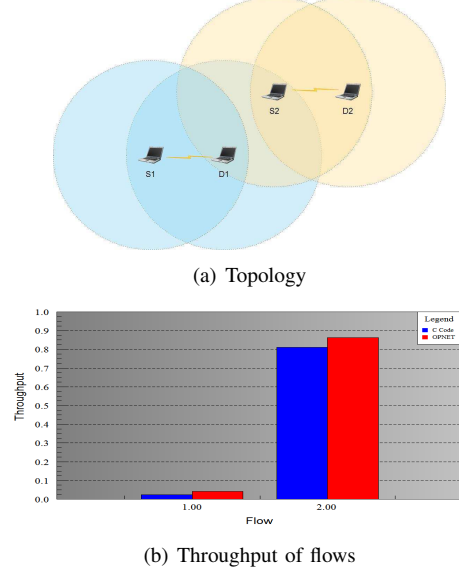 S2 D2
S1 D1
(a) Topology
1.0
0.9
0.8
0.7
0.6
0.5
0.4
0.3
0.2
0.1
0.0
Throughput
Legend
C Code
OPNET
1.00 2.00
Flow
(b) Throughput of flows